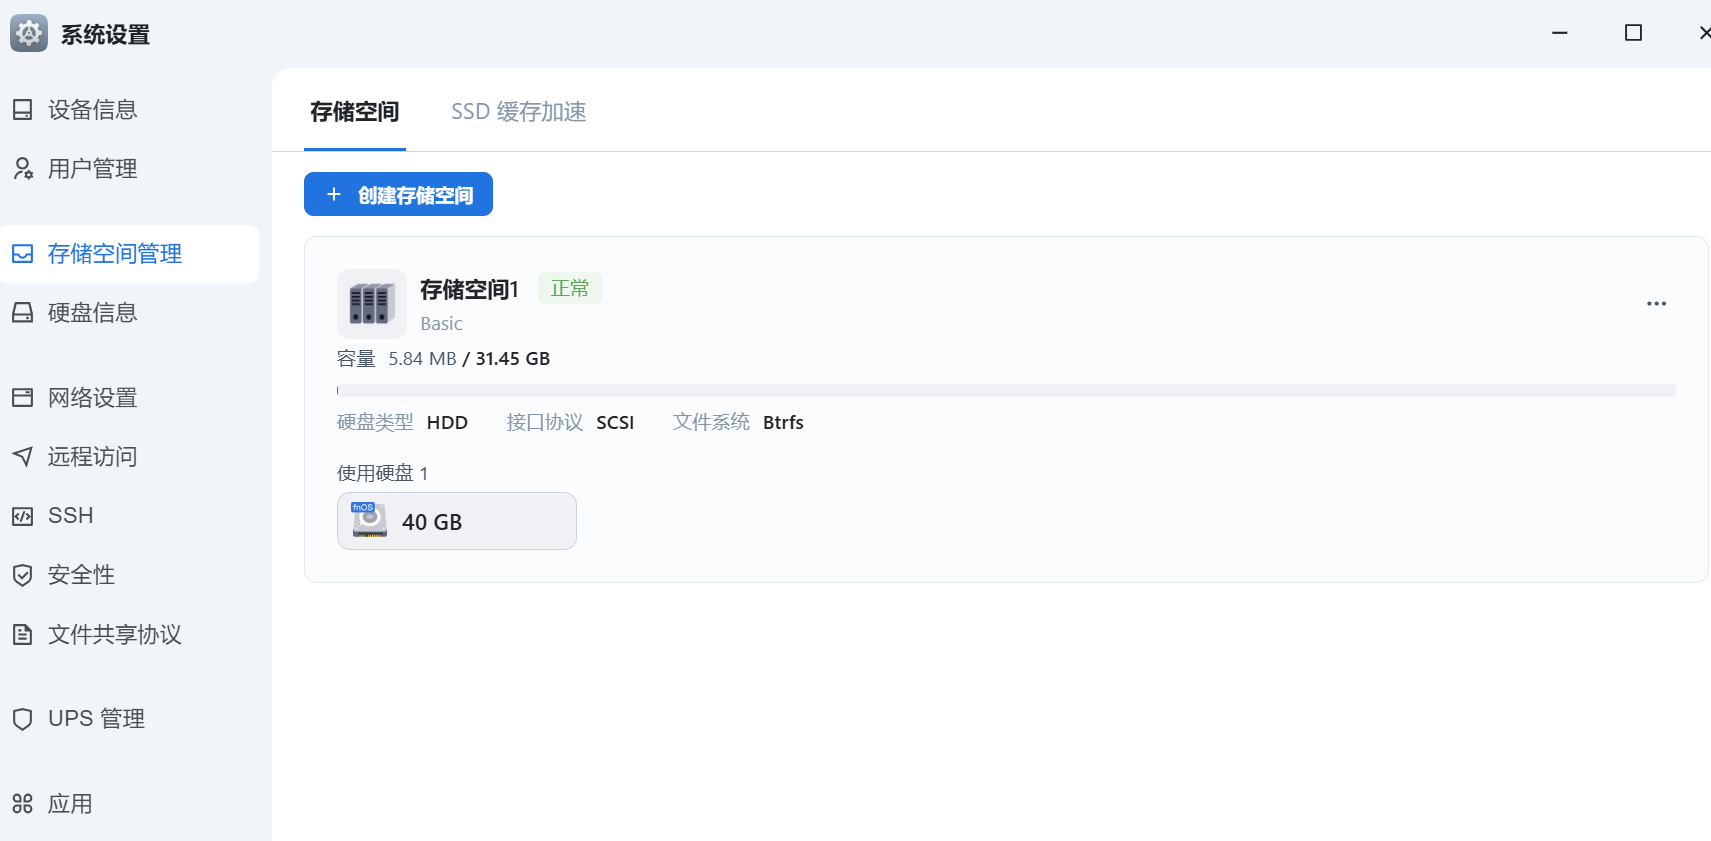 系统设置
设备信息
用户管理
存储空间管理
硬盘信息
网络设置
远程访问
SSH
安全性
文件共享协议
UPS 管理
应用
存储空间 SSD 缓存加速
+ 创建存储空间
存储空间1 正常
Basic
容量 5.84 MB / 31.45 GB
硬盘类型 HDD 接口协议 SCSI 文件系统 Btrfs
使用硬盘 1
fnOS
40 GB